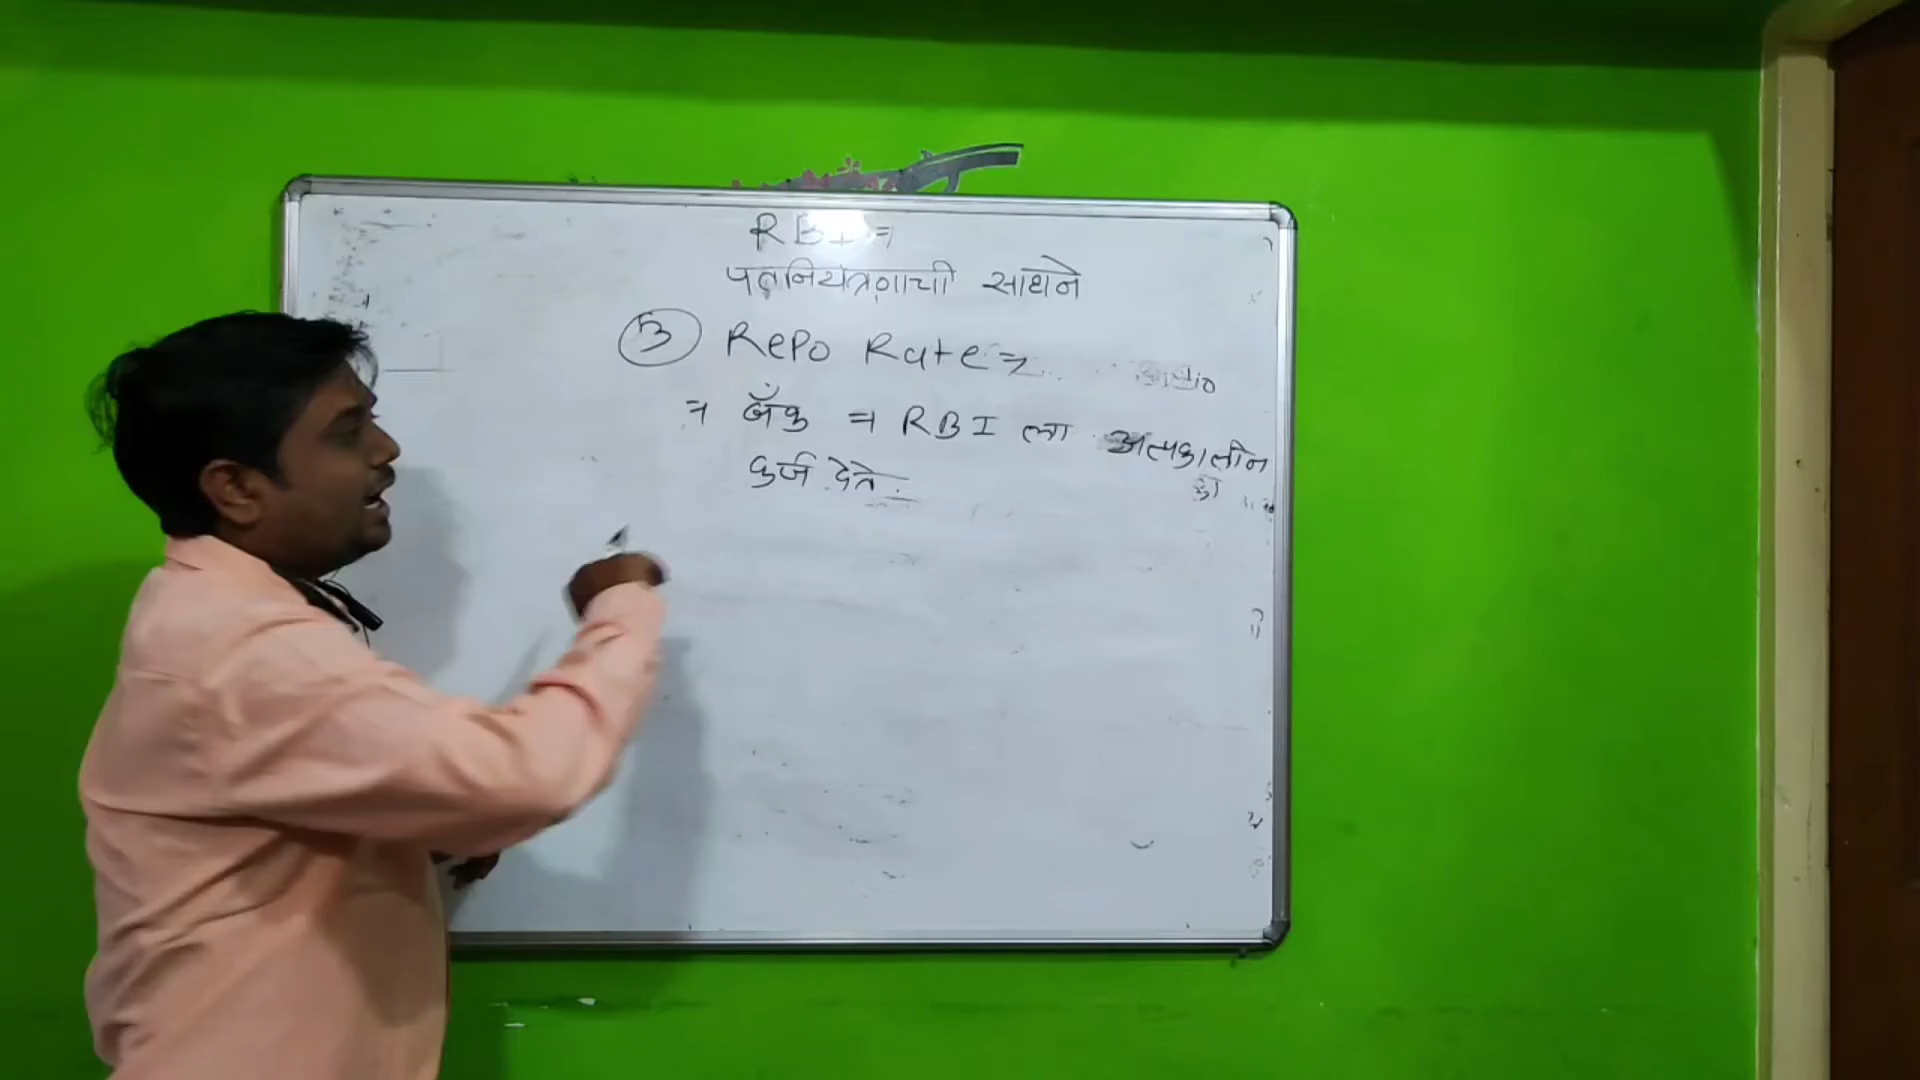 RBI ⇒
पतनियंत्रणाची साधने
③ Repo Rate ⇒
⇒ बँक ⇒ RBI ला अल्पकालीन
कर्ज देते.